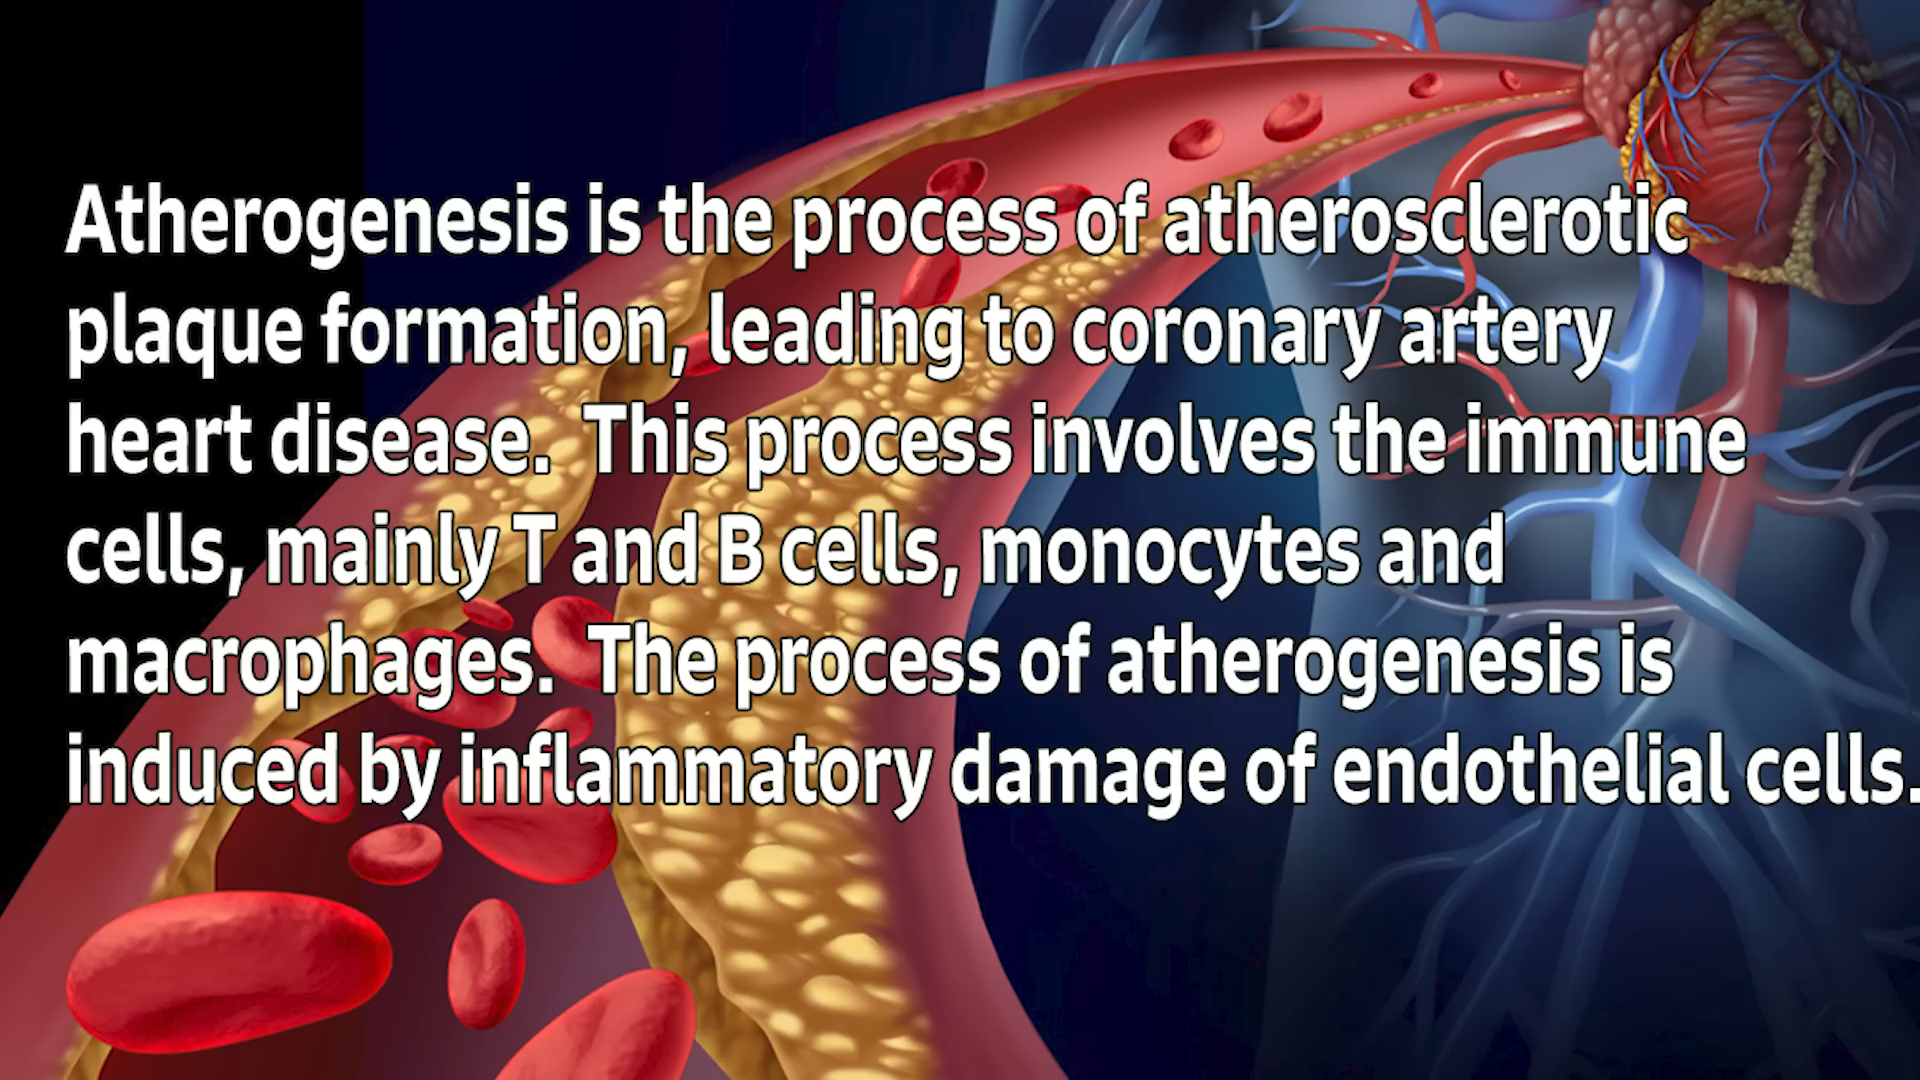 Atherogenesis is the process of atherosclerotic
plaque formation, leading to coronary artery
heart disease.  This process involves the immune
cells, mainly T and B cells, monocytes and
macrophages.  The process of atherogenesis is
induced by inflammatory damage of endothelial cells.